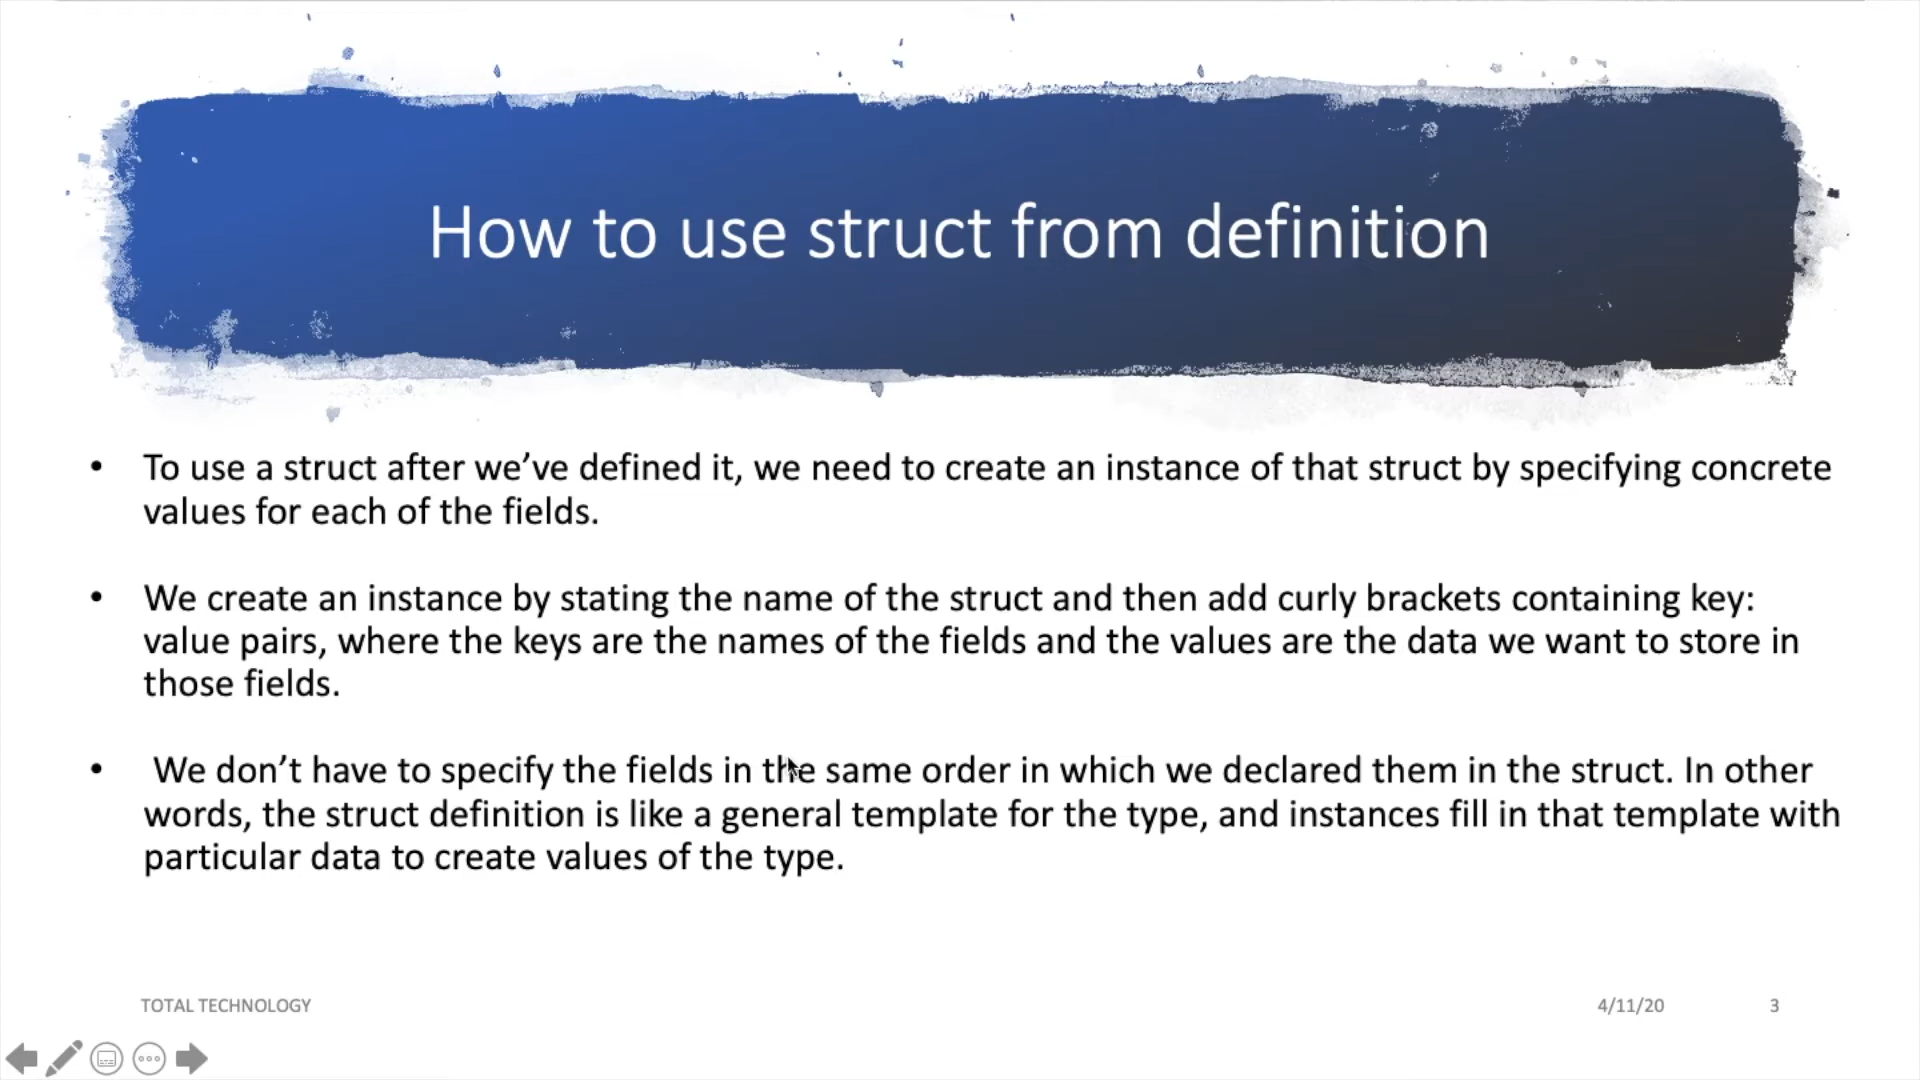 How to use struct from definition
• To use a struct after we’ve defined it, we need to create an instance of that struct by specifying concrete
values for each of the fields.
• We create an instance by stating the name of the struct and then add curly brackets containing key:
value pairs, where the keys are the names of the fields and the values are the data we want to store in
those fields.
• We don’t have to specify the fields in the same order in which we declared them in the struct. In other
words, the struct definition is like a general template for the type, and instances fill in that template with
particular data to create values of the type.
TOTAL TECHNOLOGY 4/11/20 3